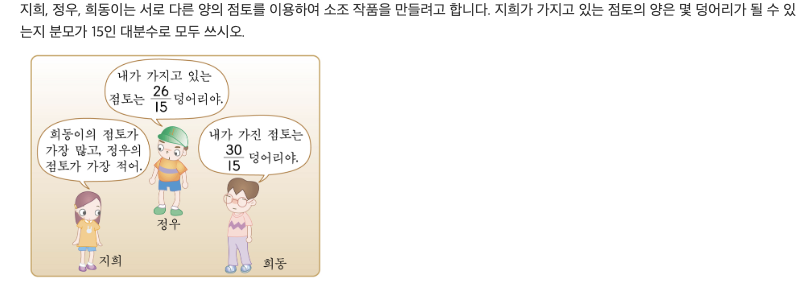 지희, 정우, 희동이는 서로 다른 양의 점토를 이용하여 소조 작품을 만들려고 합니다. 지희가 가지고 있는 점토의 양은 몇 덩어리가 될 수 있
는지 분모가 15인 대분수로 모두 쓰시오.
내가 가지고 있는
점토는 26/15 덩어리야.
희동이의 점토가
가장 많고, 정우의
점토가 가장 적어.
내가 가진 점토는
30/15 덩어리야.
정우
지희
희동